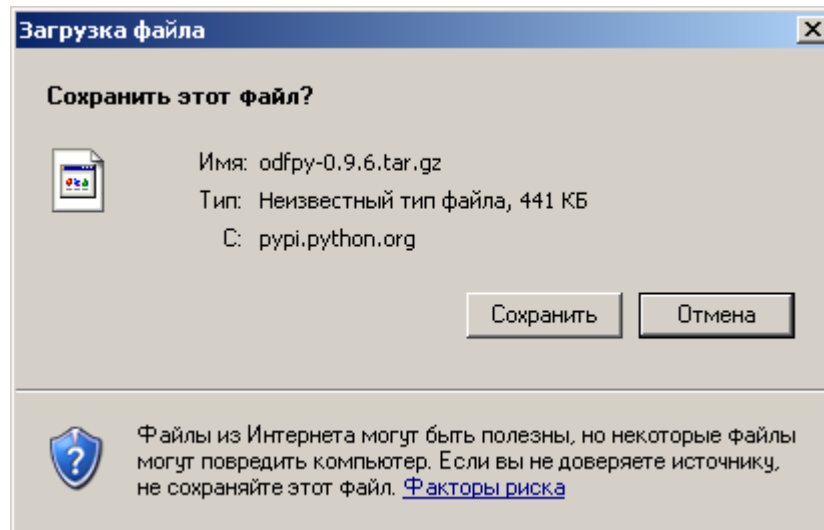 Загрузка файла
Сохранить этот файл?
Имя: odfpy-0.9.6.tar.gz
Тип: Неизвестный тип файла, 441 КБ
С: pypi.python.org
Сохранить Отмена
Файлы из Интернета могут быть полезны, но некоторые файлы
могут повредить компьютер. Если вы не доверяете источнику,
не сохраняйте этот файл. Факторы риска